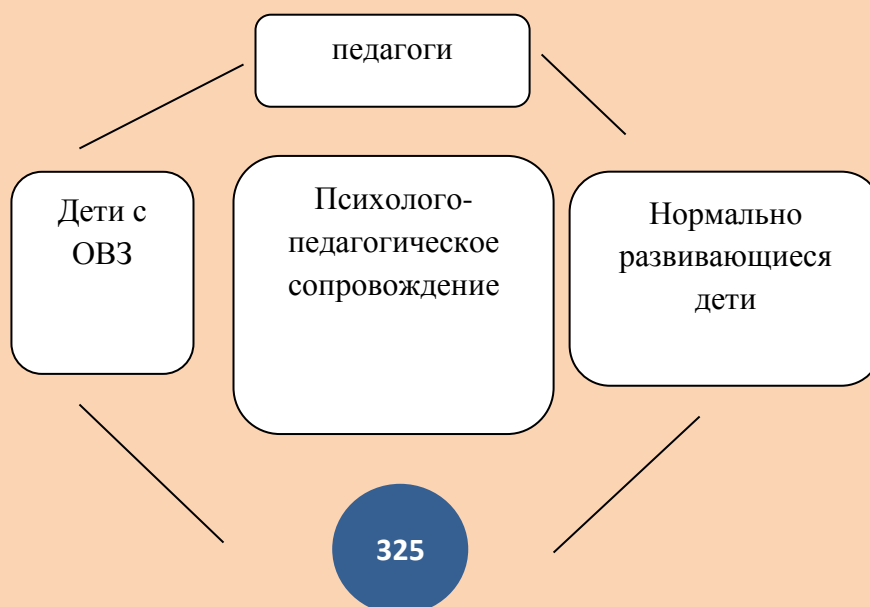 педагоги
Дети с
ОВЗ
Психолого-
педагогическое
сопровождение
Нормально
развивающиеся
дети
325